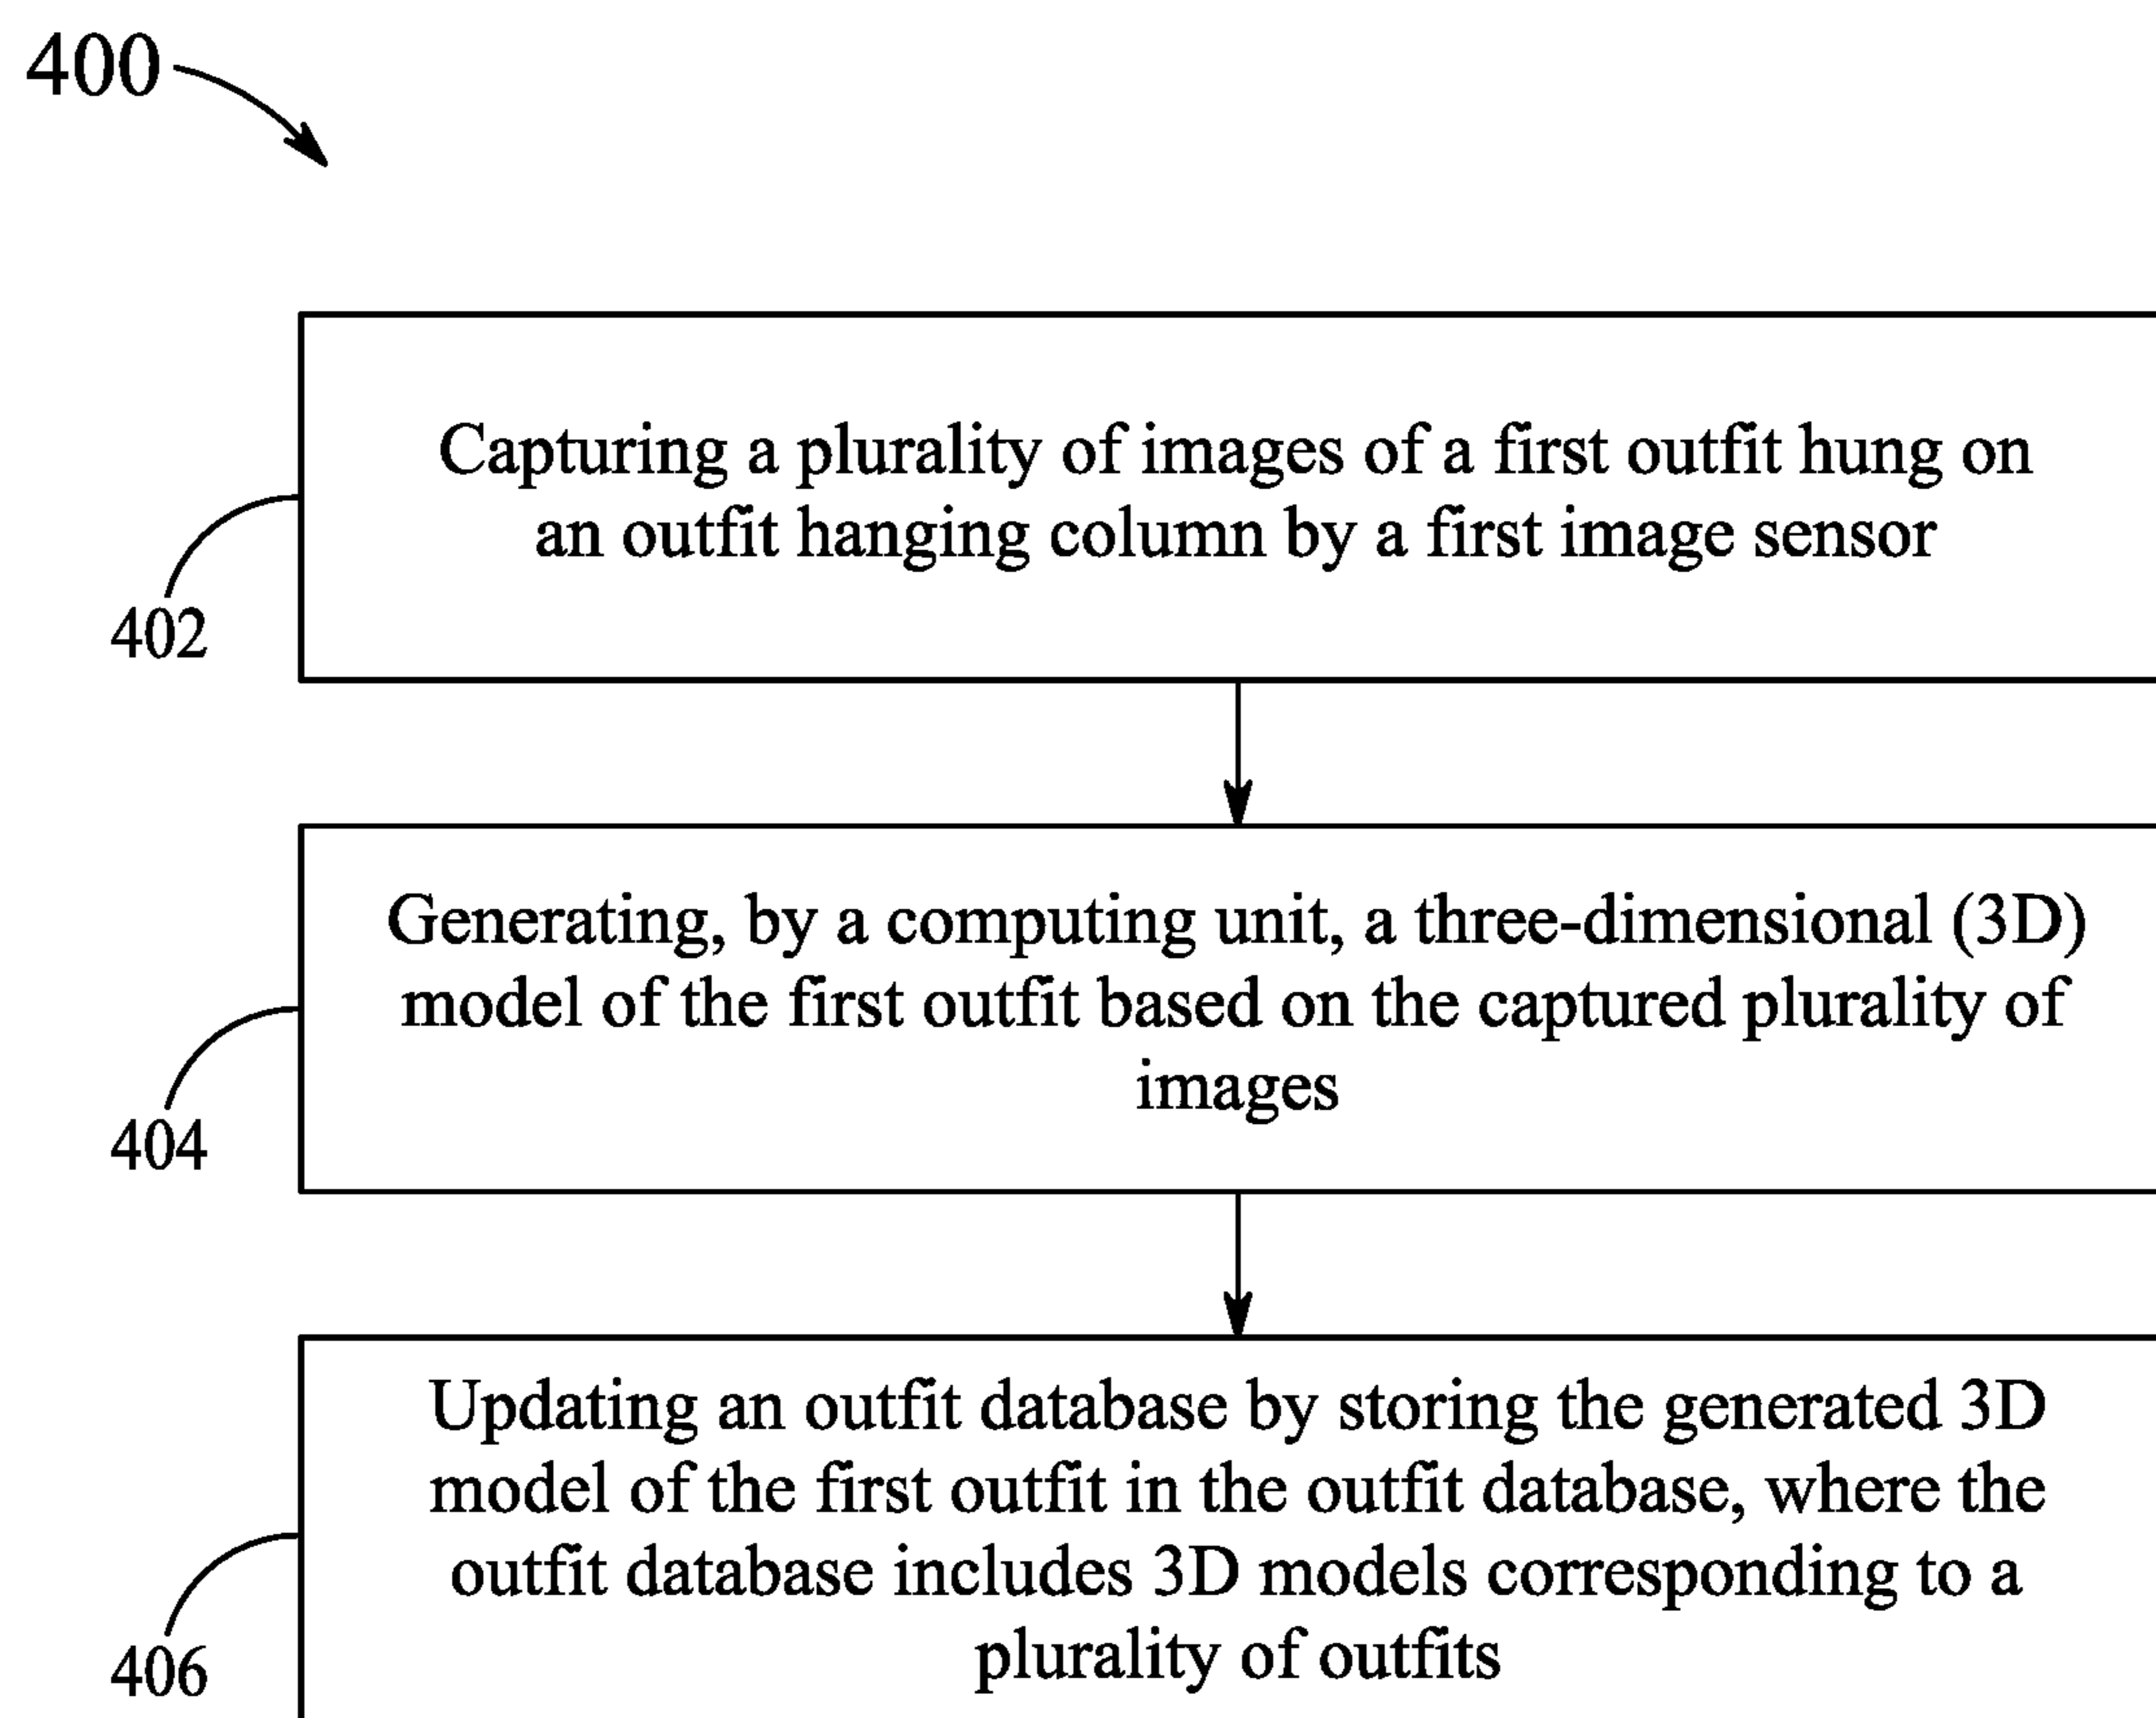 400
Capturing a plurality of images of a first outfit hung on
an outfit hanging column by a first image sensor
402
Generating, by a computing unit, a three-dimensional (3D)
model of the first outfit based on the captured plurality of
images
404
Updating an outfit database by storing the generated 3D
model of the first outfit in the outfit database, where the
outfit database includes 3D models corresponding to a
plurality of outfits
406